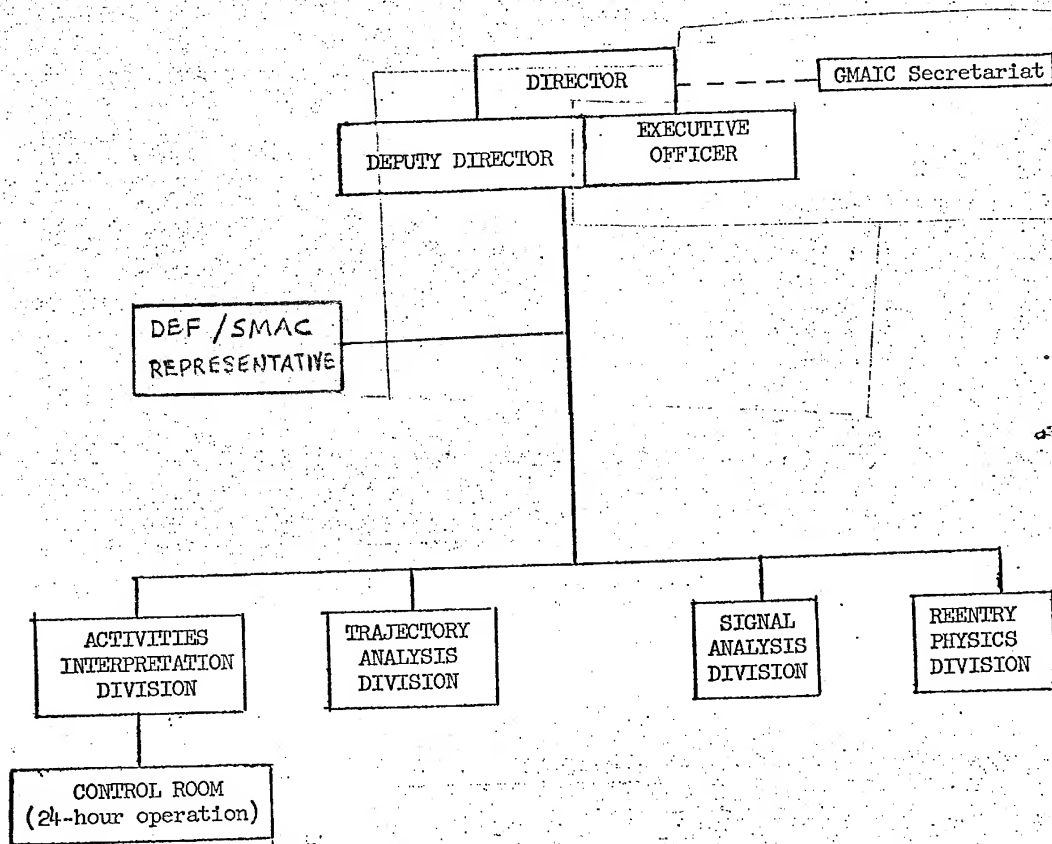 DIRECTOR
GMAIC Secretariat
DEPUTY DIRECTOR
EXECUTIVE
OFFICER
DEF / SMAC
REPRESENTATIVE
ACTIVITIES
INTERPRETATION
DIVISION
TRAJECTORY
ANALYSIS
DIVISION
SIGNAL
ANALYSIS
DIVISION
REENTRY
PHYSICS
DIVISION
CONTROL ROOM
(24-hour operation)